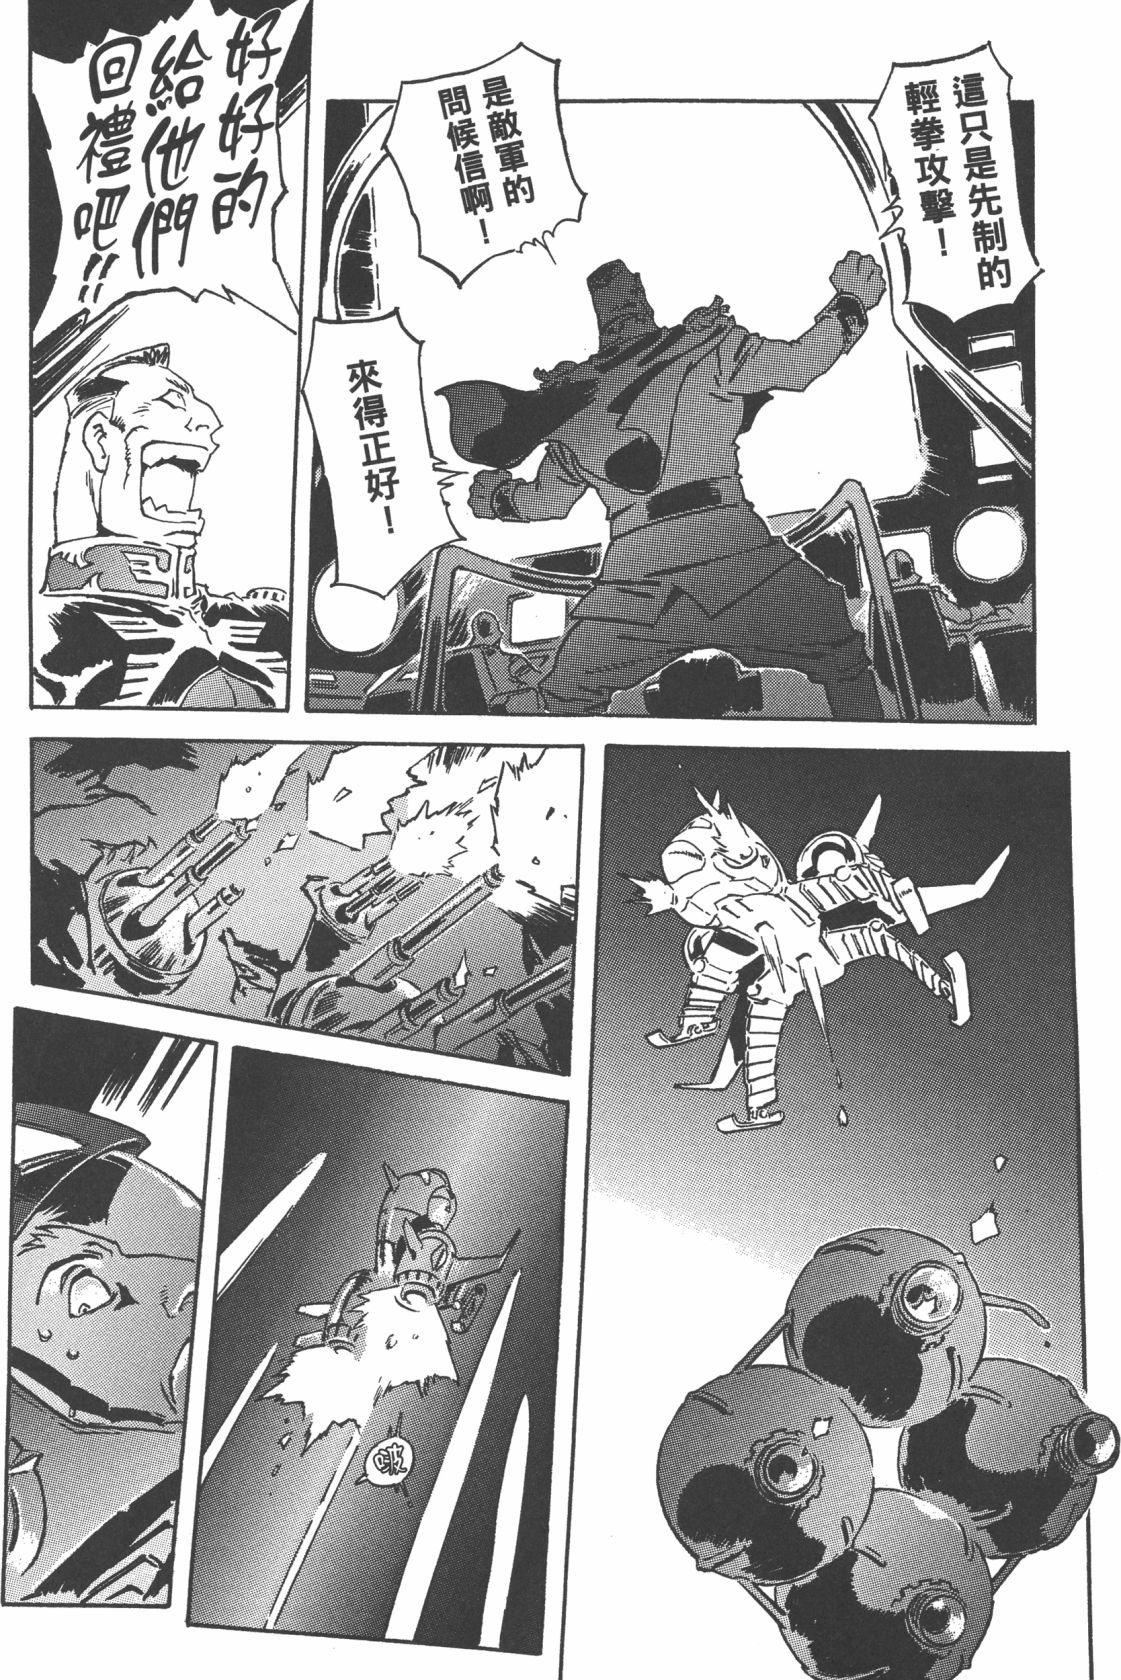 這只是先制的
輕拳攻擊！
是敵軍的
問候信啊！
來得正好！
好好的
給他們
回禮吧！！
啵